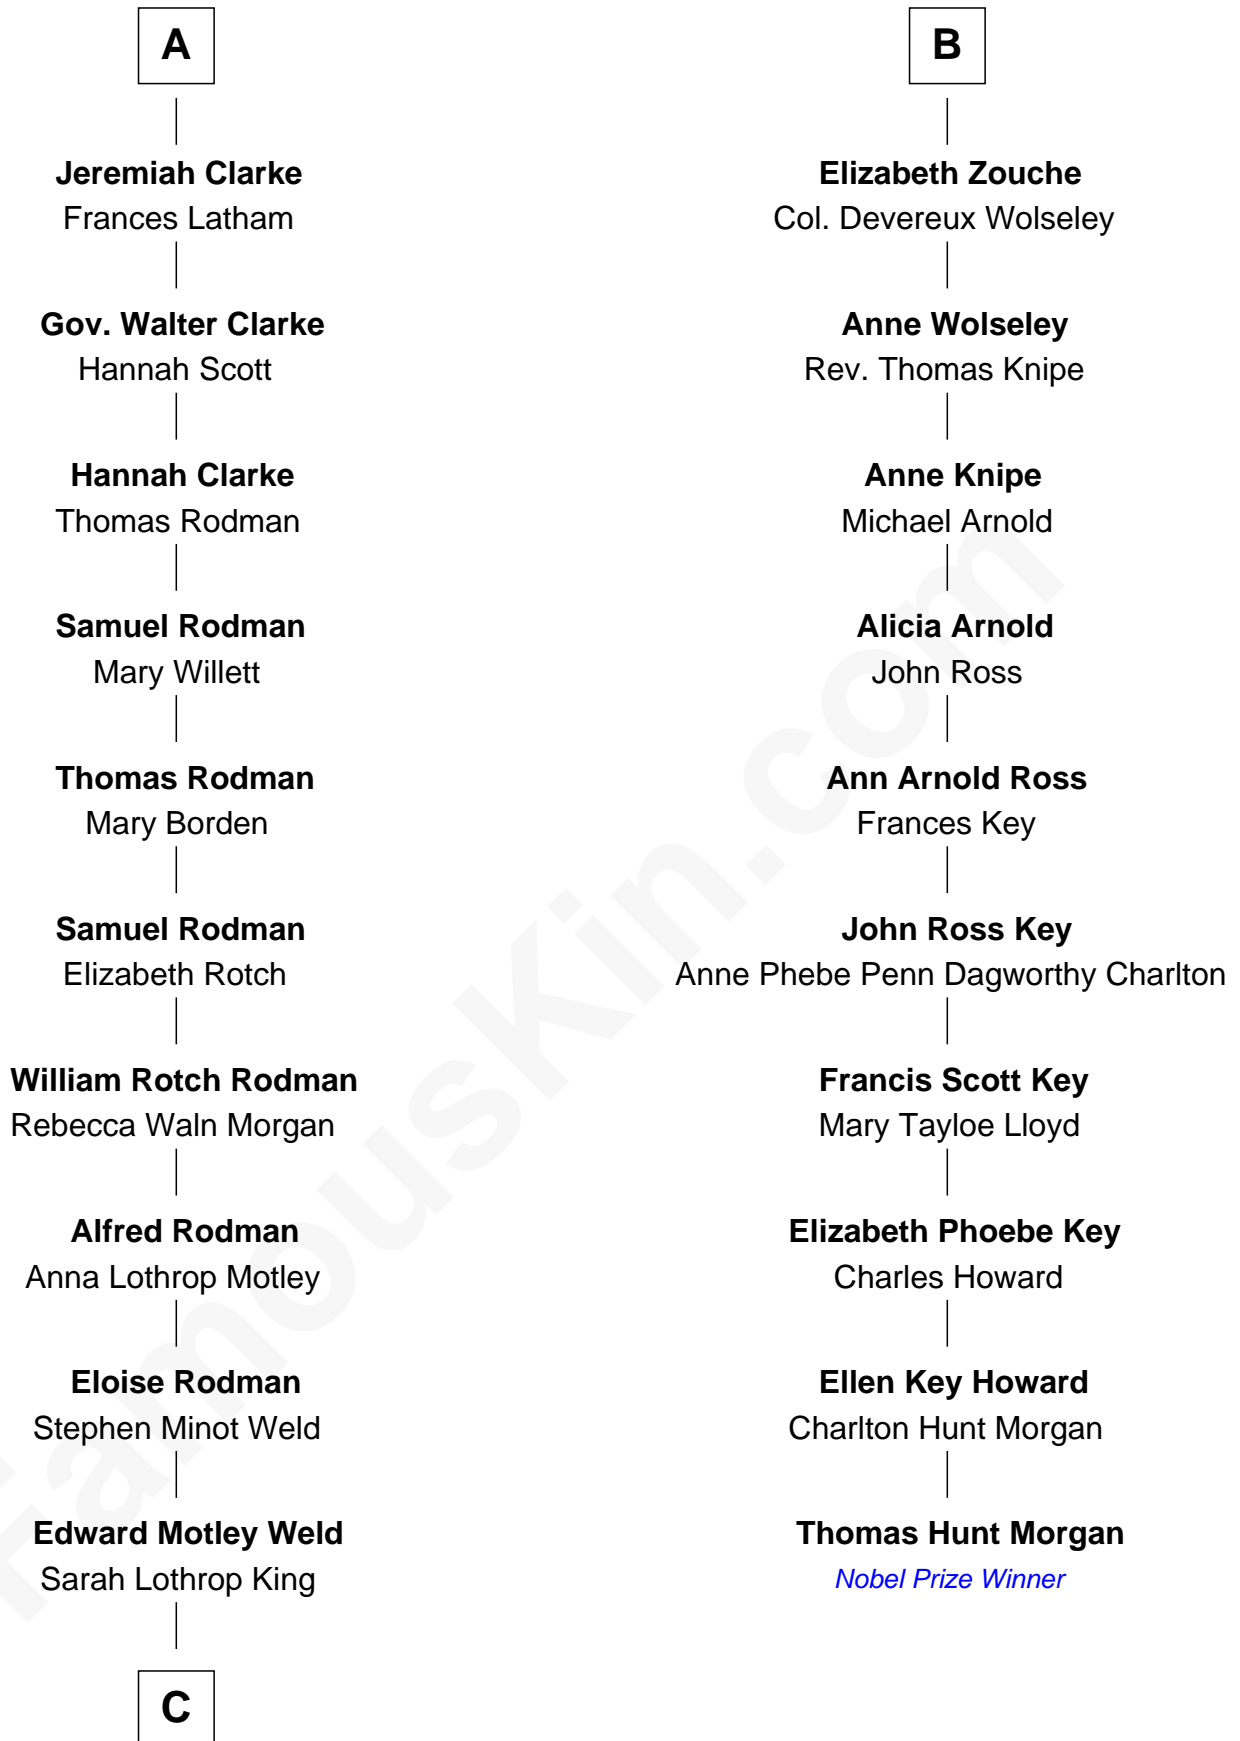 A
Jeremiah Clarke
Frances Latham
Gov. Walter Clarke
Hannah Scott
Hannah Clarke
Thomas Rodman
Samuel Rodman
Mary Willett
Thomas Rodman
Mary Borden
Samuel Rodman
Elizabeth Rotch
William Rotch Rodman
Rebecca Waln Morgan
Alfred Rodman
Anna Lothrop Motley
Eloise Rodman
Stephen Minot Weld
Edward Motley Weld
Sarah Lothrop King
C
B
Elizabeth Zouche
Col. Devereux Wolseley
Anne Wolseley
Rev. Thomas Knipe
Anne Knipe
Michael Arnold
Alicia Arnold
John Ross
Ann Arnold Ross
Frances Key
John Ross Key
Anne Phebe Penn Dagworthy Charlton
Francis Scott Key
Mary Tayloe Lloyd
Elizabeth Phoebe Key
Charles Howard
Ellen Key Howard
Charlton Hunt Morgan
Thomas Hunt Morgan
Nobel Prize Winner
FamousKin.com